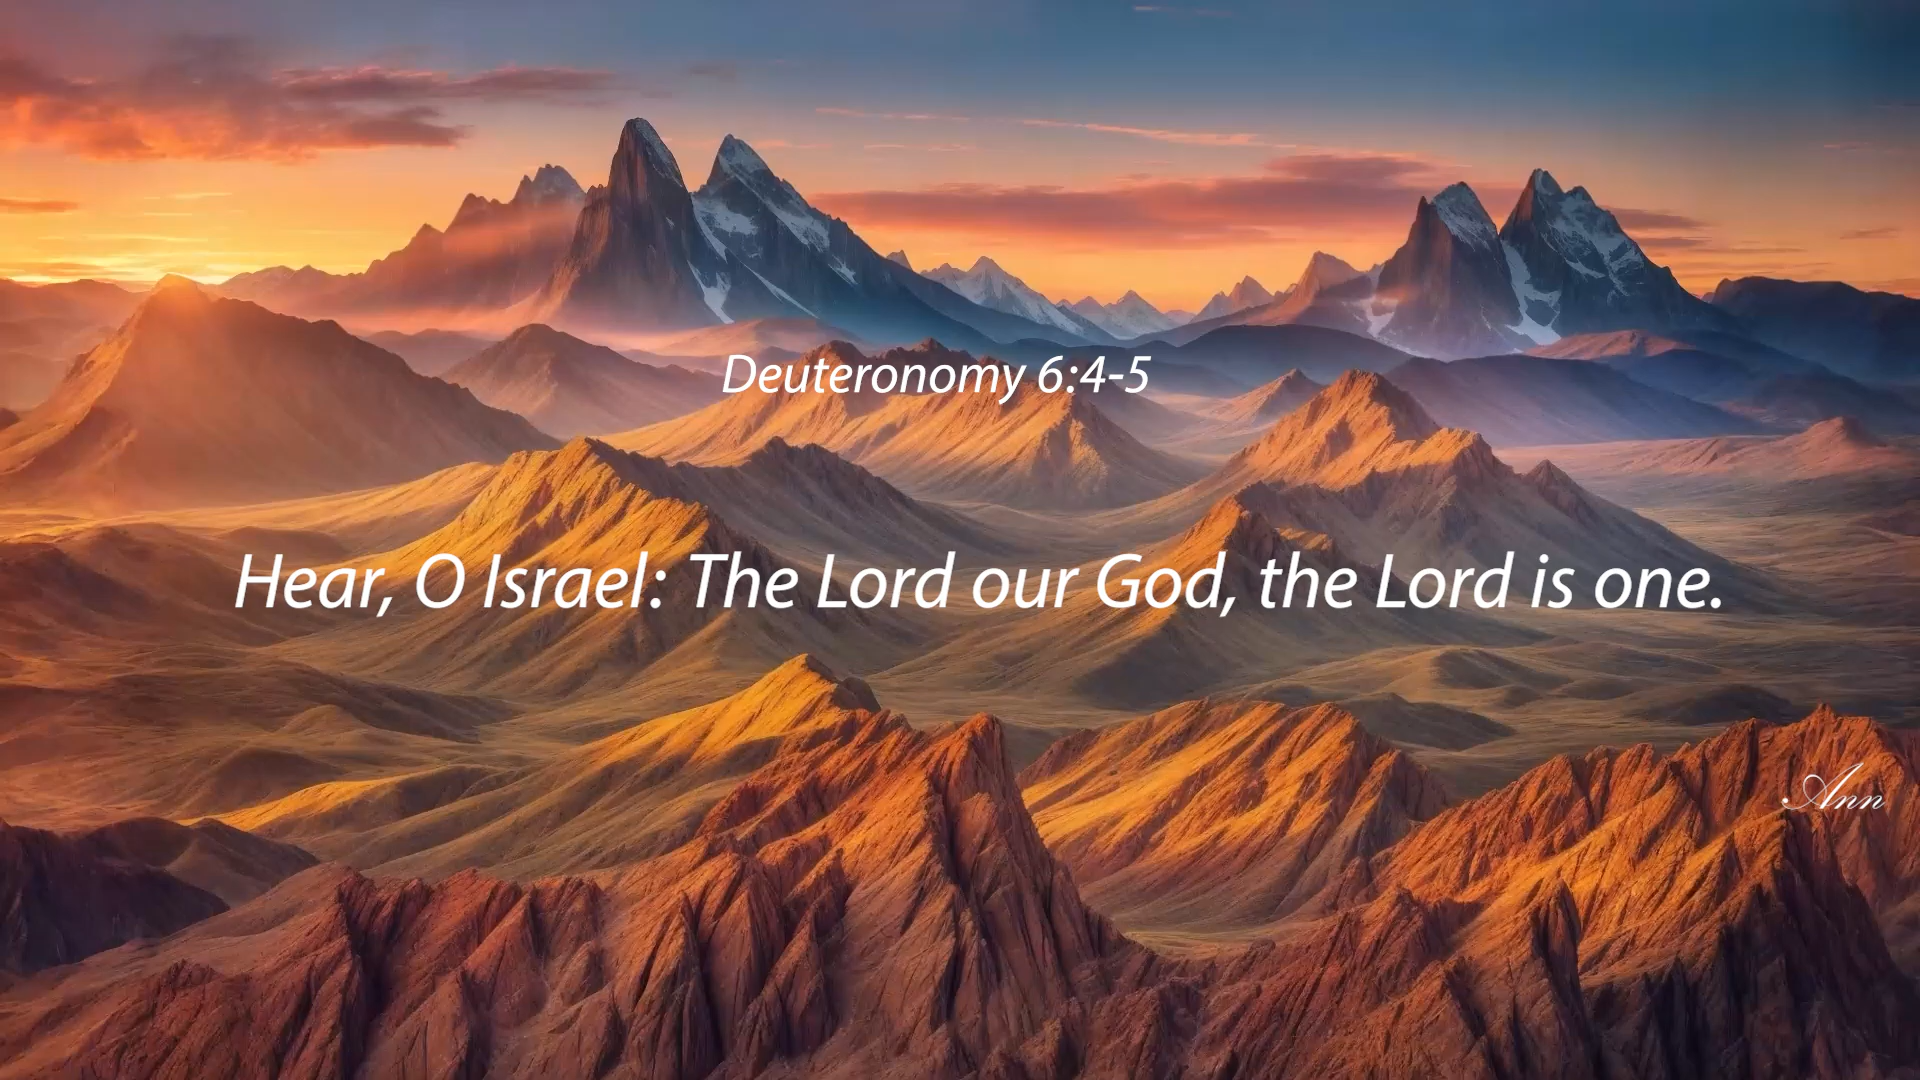 Deuteronomy 6:4-5
Hear, O Israel: The Lord our God, the Lord is one.
Ann